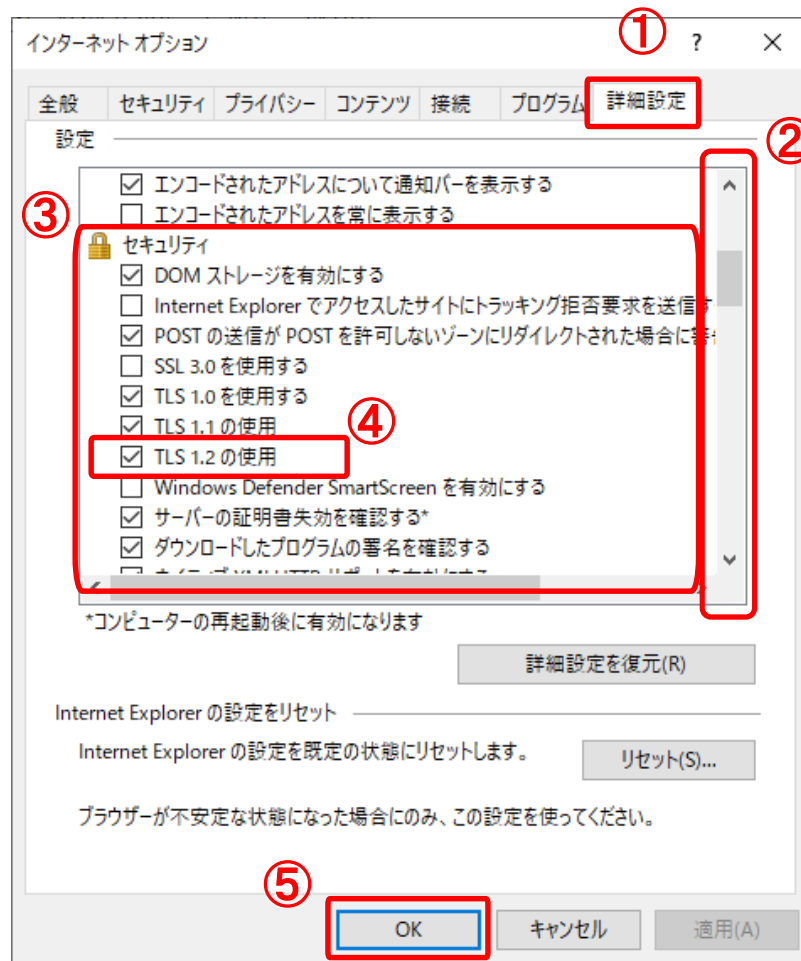 インターネット オプション
①
?
全般 セキュリティ プライバシー コンテンツ 接続 プログラム 詳細設定
②
設定
エンコードされたアドレスについて通知バーを表示する
エンコードされたアドレスを常に表示する
③
セキュリティ
DOM ストレージを有効にする
Internet Explorer でアクセスしたサイトにトラッキング拒否要求を送信す
POST の送信が POST を許可しないゾーンにリダイレクトされた場合に警告
SSL 3.0 を使用する
TLS 1.0 を使用する
TLS 1.1 の使用
④
TLS 1.2 の使用
Windows Defender SmartScreen を有効にする
サーバーの証明書失効を確認する*
ダウンロードしたプログラムの署名を確認する
*コンピューターの再起動後に有効になります
詳細設定を復元(R)
Internet Explorer の設定をリセット
Internet Explorer の設定を既定の状態にリセットします。
リセット(S)...
ブラウザーが不安定な状態になった場合にのみ、この設定を使ってください。
⑤
OK キャンセル 適用(A)